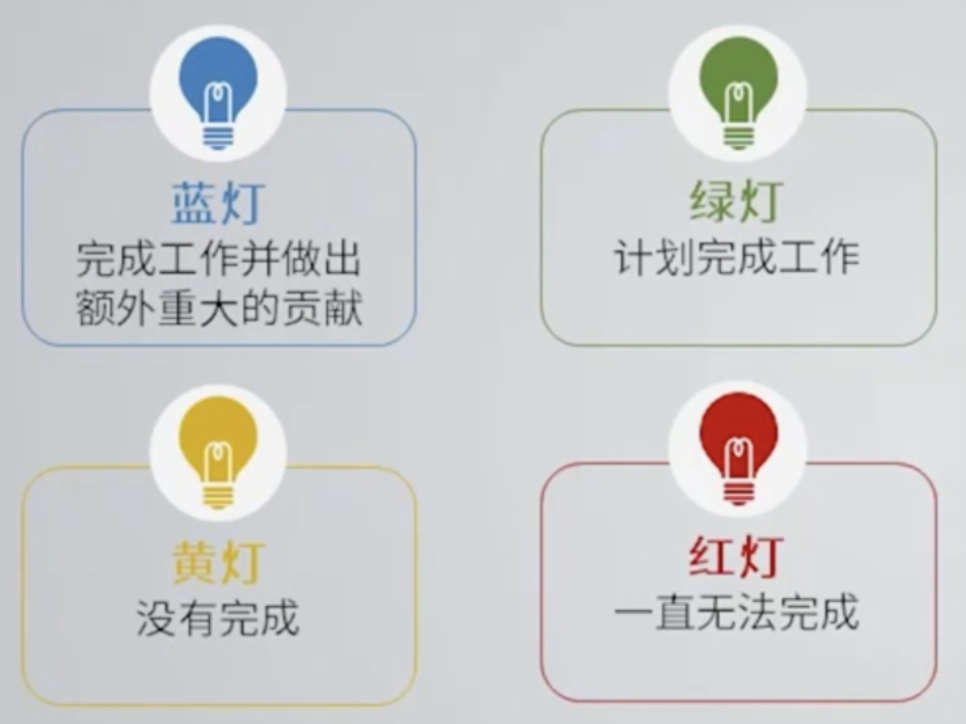 蓝灯
完成工作并做出
额外重大的贡献
绿灯
计划完成工作
黄灯
没有完成
红灯
一直无法完成